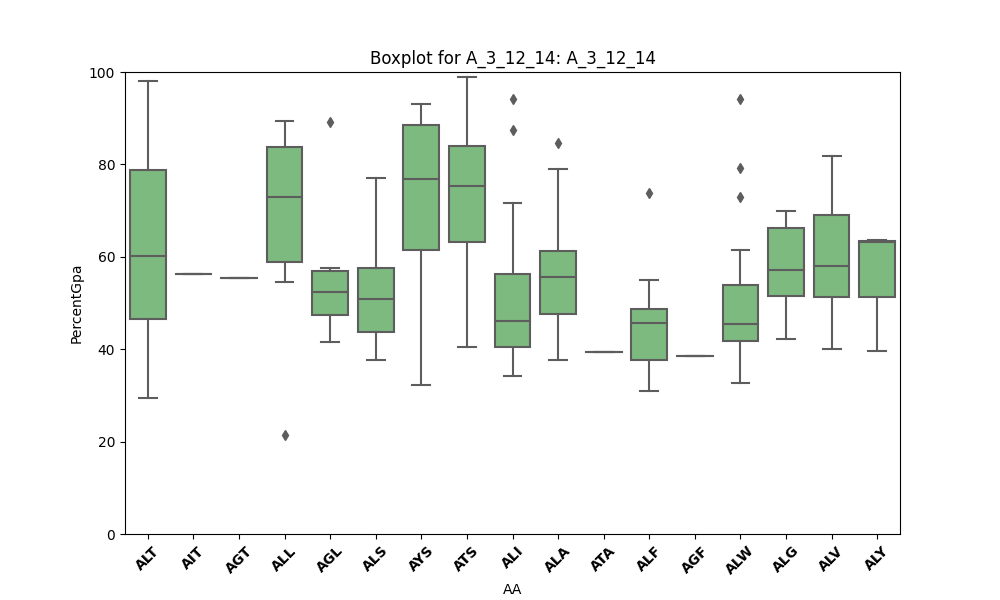 Boxplot for A_3_12_14: A_3_12_14
PercentGpa
100
80
60
40
20
0
ALT AIT AGT ALL AGL ALS AYS ATS ALI ALA ATA ALF AGF ALW ALG ALV ALY
AA